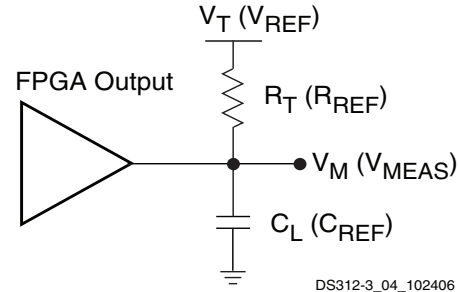 V_T (V_REF)
FPGA Output
R_T (R_REF)
V_M (V_MEAS)
C_L (C_REF)
DS312-3_04_102406